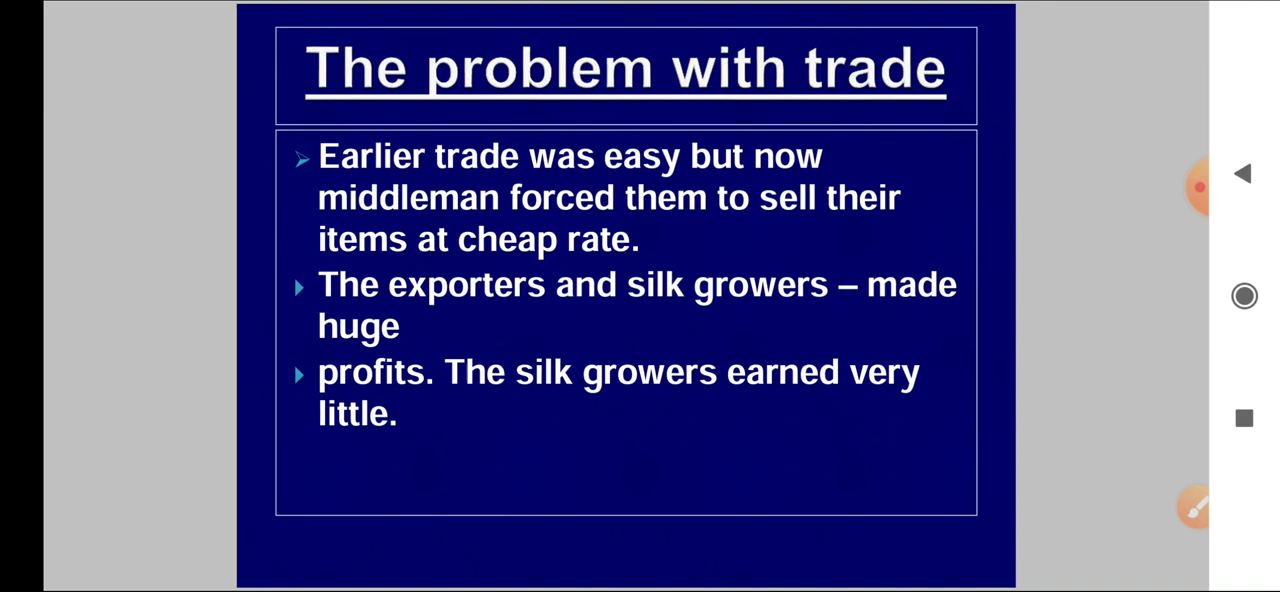 The problem with trade
Earlier trade was easy but now
middleman forced them to sell their
items at cheap rate.
The exporters and silk growers – made
huge
profits. The silk growers earned very
little.